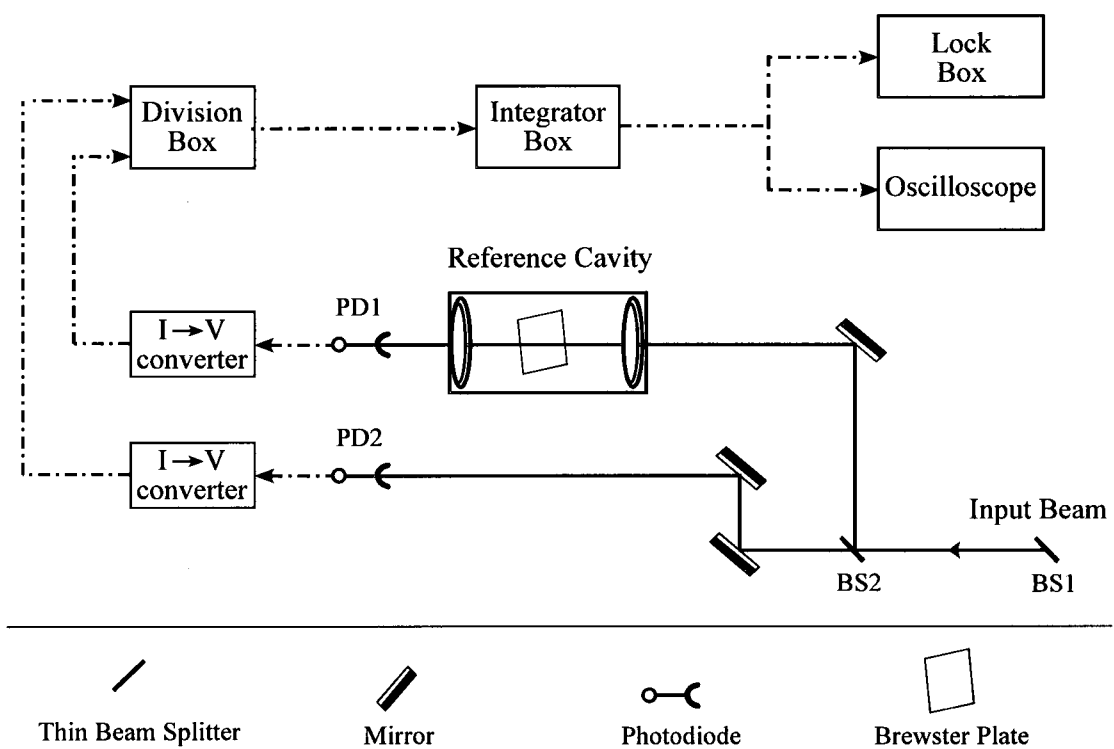 Lock
Box
Division
Box
Integrator
Box
Oscilloscope
Reference Cavity
PD1
I→V
converter
PD2
I→V
converter
Input Beam
BS2
BS1
Thin Beam Splitter
Mirror
Photodiode
Brewster Plate